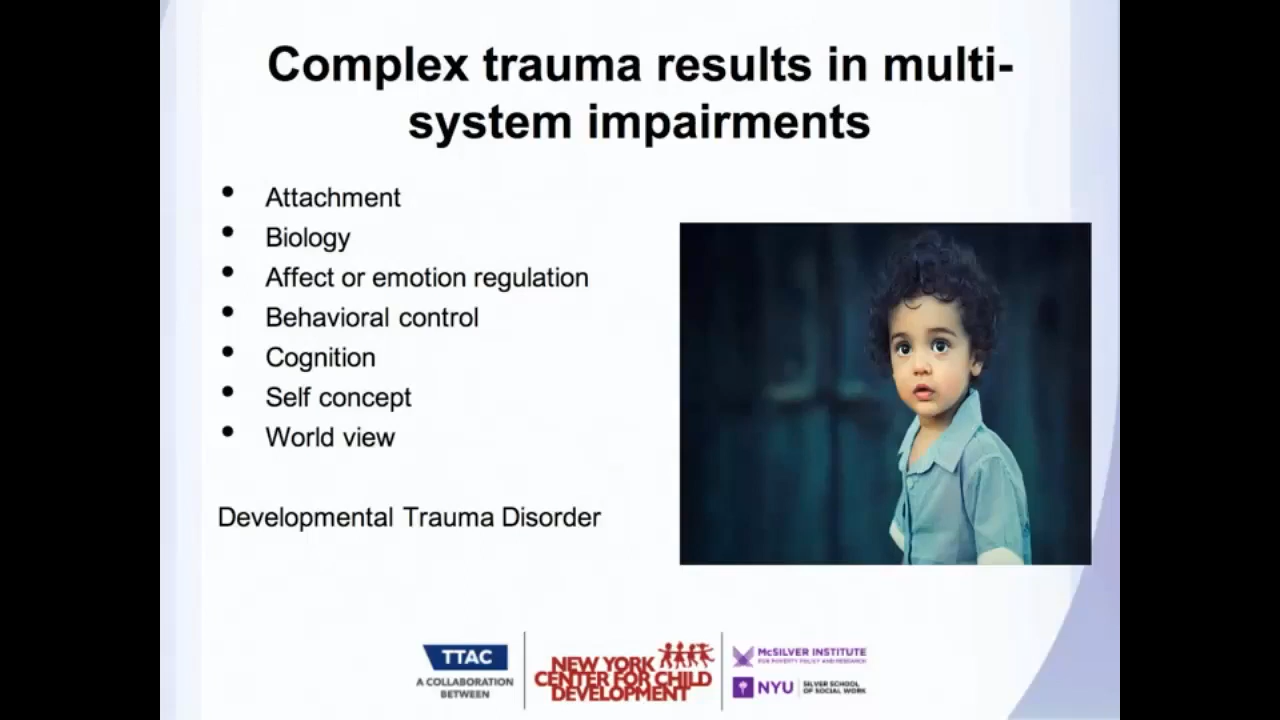 Complex trauma results in multi-
system impairments
• Attachment
• Biology
• Affect or emotion regulation
• Behavioral control
• Cognition
• Self concept
• World view
Developmental Trauma Disorder
TTAC
A COLLABORATION
BETWEEN
NEW YORK
CENTER FOR CHILD
DEVELOPMENT
McSILVER INSTITUTE
FOR POVERTY POLICY AND RESEARCH
NYU
SILVER SCHOOL
OF SOCIAL WORK